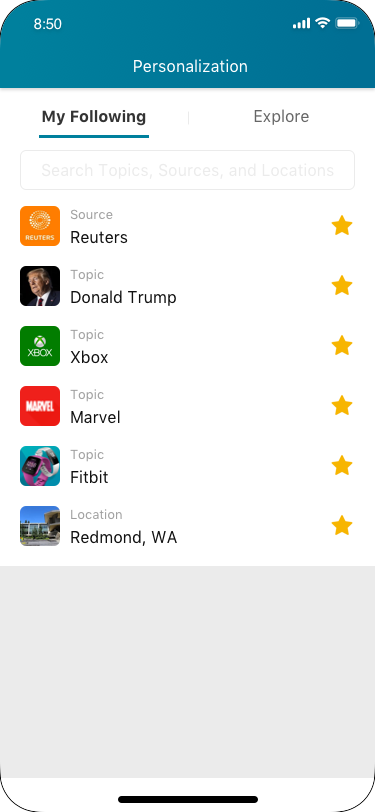 8:50
Personalization
My Following
Explore
Search Topics, Sources, and Locations
Source
REUTERS
Reuters
Topic
Donald Trump
Topic
XBOX
Xbox
Topic
MARVEL
Marvel
Topic
Fitbit
Location
Redmond, WA